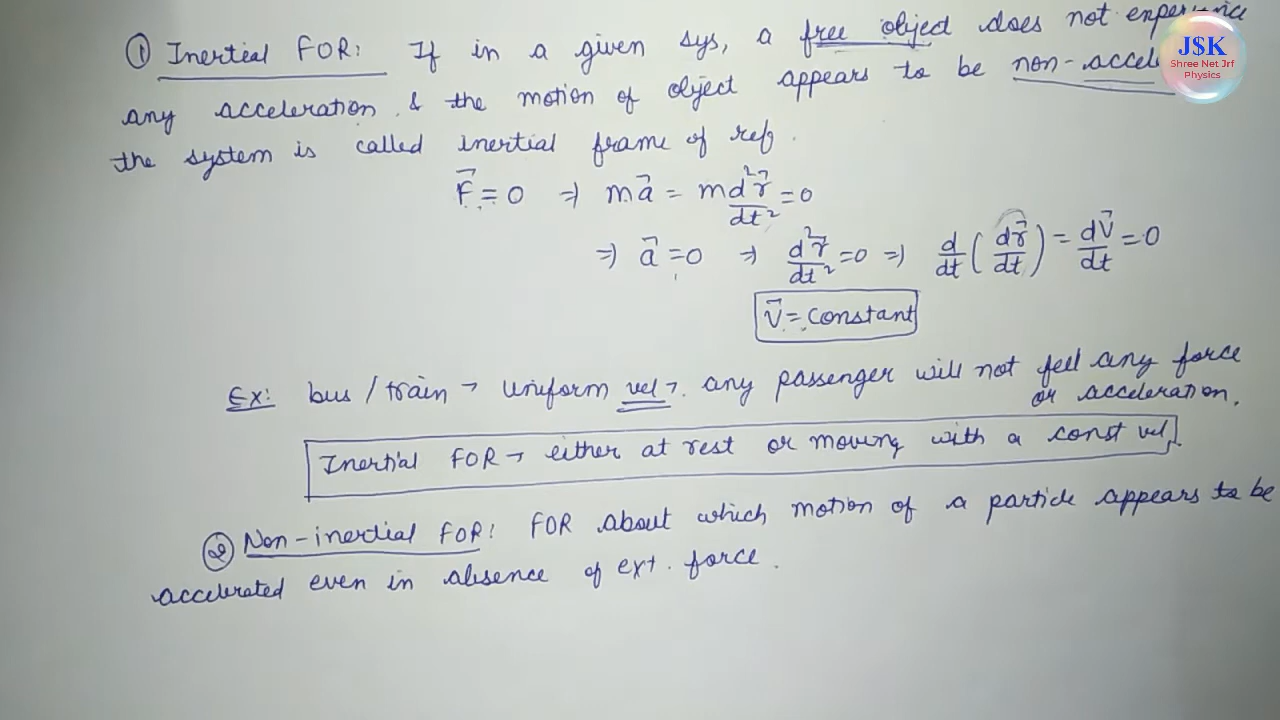 ① Inertial FOR: If in a given sys, a free object does not experience
any acceleration & the motion of object appears to be non-accel
the system is called inertial frame of ref.
F⃗ = 0 ⇒ ma⃗ = m d²r⃗/dt² = 0
⇒ a⃗ = 0 ⇒ d²r⃗/dt² = 0 ⇒ d/dt (dr⃗/dt) = dv⃗/dt = 0
V⃗ = constant
Ex: bus / train → Uniform vel → any passenger will not feel any force
or acceleration.
Inertial FOR → either at rest or moving with a const vel.
② Non-inertial FOR: FOR about which motion of a particle appears to be
accelerated even in absence of ext. force.
JSK
Shree Net Jrf
Physics